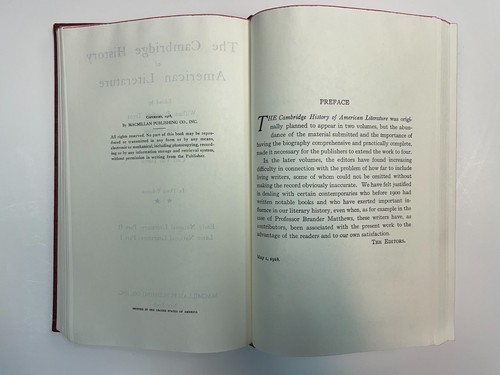 The Cambridge History
American Literature
COPYRIGHT, 1918,
By MACMILLAN PUBLISHING CO., INC.
All rights reserved. No part of this book may be repro-
duced or transmitted in any form or by any means,
electronic or mechanical, including photocopying, record-
ing or by any information storage and retrieval system,
without permission in writing from the Publisher.
PRINTED IN THE UNITED STATES OF AMERICA
PREFACE
THE Cambridge History of American Literature was origi-
nally planned to appear in two volumes, but the abun-
dance of the material submitted and the importance of
having the biography comprehensive and practically complete,
made it necessary for the publishers to extend the work to four.
In the later volumes, the editors have found increasing
difficulty in connection with the problem of how far to include
living writers, some of whom could not be omitted without
making the record obviously inaccurate. We have felt justified
in dealing with certain contemporaries who before 1900 had
written notable books and who have exerted important in-
fluence in our literary history, even when, as for example in the
case of Professor Brander Matthews, these writers have, as
contributors, been associated with the present work to the
advantage of the readers and to our own satisfaction.
THE EDITORS.
May 1, 1921.